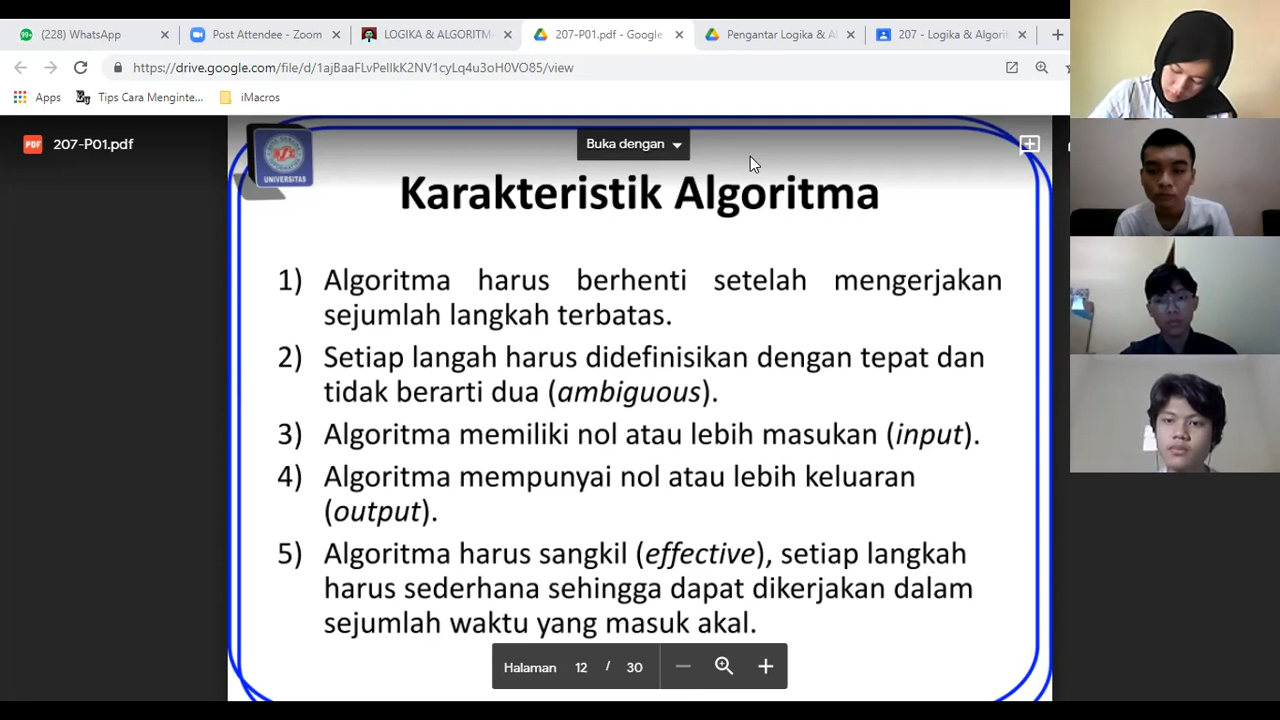 (228) WhatsApp
Post Attendee - Zoom
LOGIKA & ALGORITM
207-P01.pdf - Google
Pengantar Logika & Al
207 - Logika & Algorit
https://drive.google.com/file/d/1ajBaaFLvPellkK2NV1cyLq4u3oH0VO85/view
Apps
Tips Cara Menginte...
iMacros
PDF
207-P01.pdf
Buka dengan
UNIVERSITAS
Karakteristik Algoritma
1) Algoritma harus berhenti setelah mengerjakan
sejumlah langkah terbatas.
2) Setiap langah harus didefinisikan dengan tepat dan
tidak berarti dua (ambiguous).
3) Algoritma memiliki nol atau lebih masukan (input).
4) Algoritma mempunyai nol atau lebih keluaran
(output).
5) Algoritma harus sangkil (effective), setiap langkah
harus sederhana sehingga dapat dikerjakan dalam
sejumlah waktu yang masuk akal.
Halaman 12 / 30